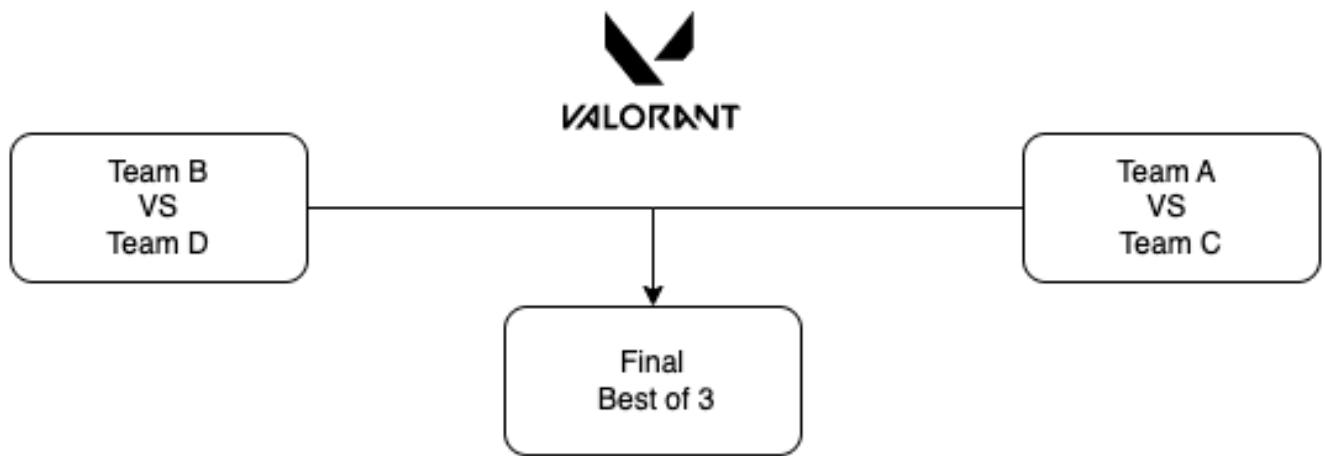 VALORANT
Team B
VS
Team D
Team A
VS
Team C
Final
Best of 3